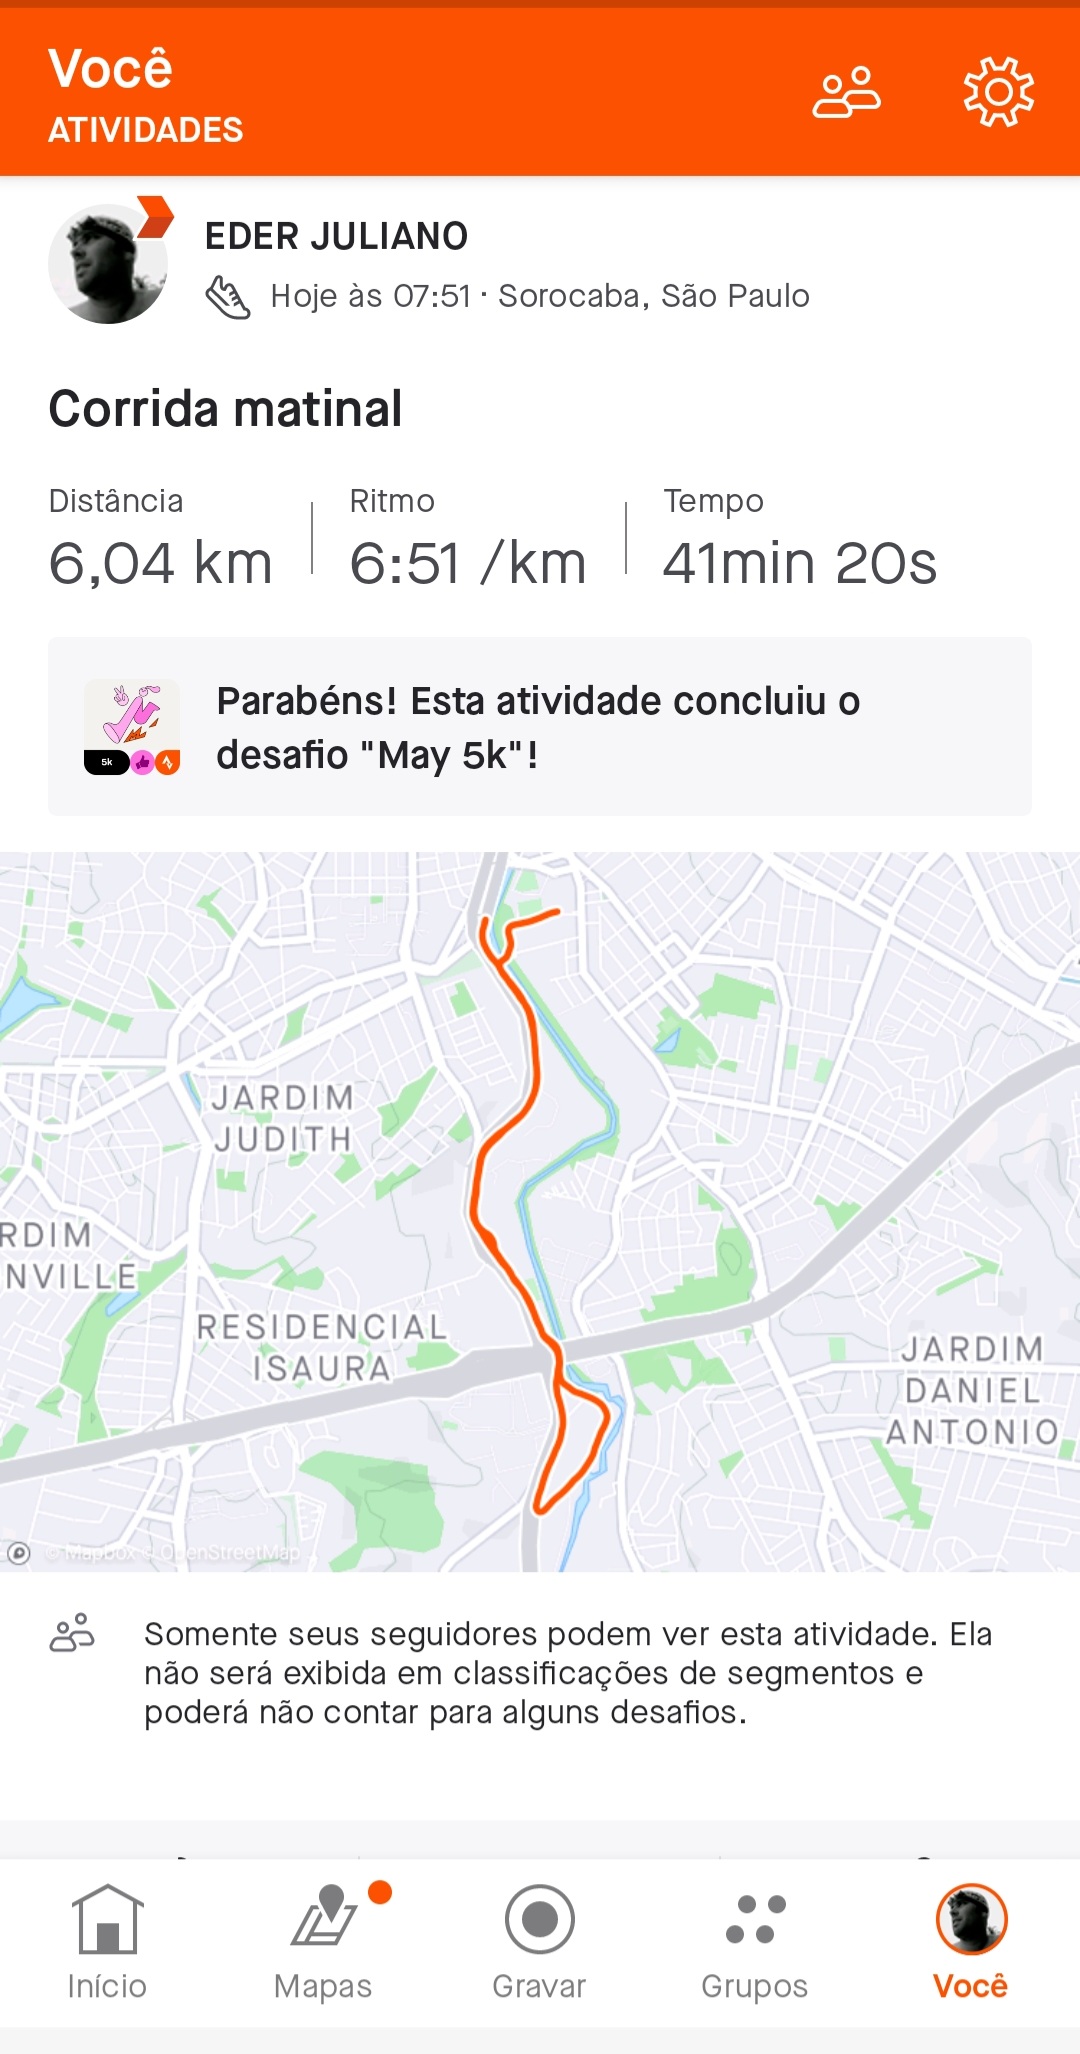 Você
ATIVIDADES
EDER JULIANO
Hoje às 07:51 · Sorocaba, São Paulo
Corrida matinal
Distância
6,04 km
Ritmo
6:51 /km
Tempo
41min 20s
5k
Parabéns! Esta atividade concluiu o
desafio "May 5k"!
JARDIM
JUDITH
RDIM
NVILLE
RESIDENCIAL
ISAURA
JARDIM
DANIEL
ANTONIO
© Mapbox © OpenStreetMap
Somente seus seguidores podem ver esta atividade. Ela
não será exibida em classificações de segmentos e
poderá não contar para alguns desafios.
Início
Mapas
Gravar
Grupos
Você